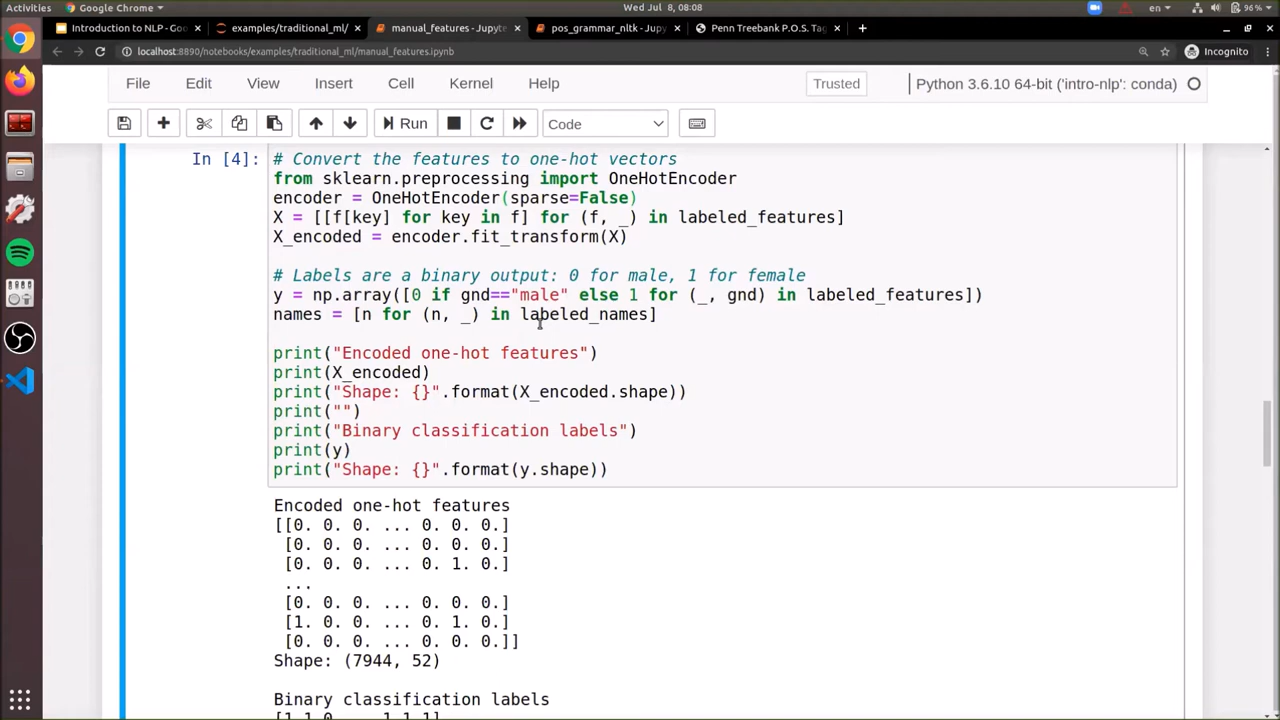 Activities
Google Chrome
Wed Jul 8, 08:08
en
96%
Introduction to NLP - C
examples/traditional_ml/
manual_features - Jupyte
pos_grammar_nltk - Jupy
Penn Treebank P.O.S. Tag
localhost:8890/notebooks/examples/traditional_ml/manual_features.ipynb
Incognito
File Edit View Insert Cell Kernel Help
Trusted
Python 3.6.10 64-bit ('intro-nlp': conda)
Run
Code
In [4]:
# Convert the features to one-hot vectors
from sklearn.preprocessing import OneHotEncoder
encoder = OneHotEncoder(sparse=False)
X = [[f[key] for key in f] for (f, _) in labeled_features]
X_encoded = encoder.fit_transform(X)
# Labels are a binary output: 0 for male, 1 for female
y = np.array([0 if gnd=="male" else 1 for (_, gnd) in labeled_features])
names = [n for (n, _) in labeled_names]
print("Encoded one-hot features")
print(X_encoded)
print("Shape: {}".format(X_encoded.shape))
print("")
print("Binary classification labels")
print(y)
print("Shape: {}".format(y.shape))
Encoded one-hot features
[[0. 0. 0. ... 0. 0. 0.]
[0. 0. 0. ... 0. 0. 0.]
[0. 0. 0. ... 0. 1. 0.]
...
[0. 0. 0. ... 0. 0. 0.]
[1. 0. 0. ... 0. 1. 0.]
[0. 0. 0. ... 0. 0. 0.]]
Shape: (7944, 52)
Binary classification labels
[1 1 0 ... 1 1 1]